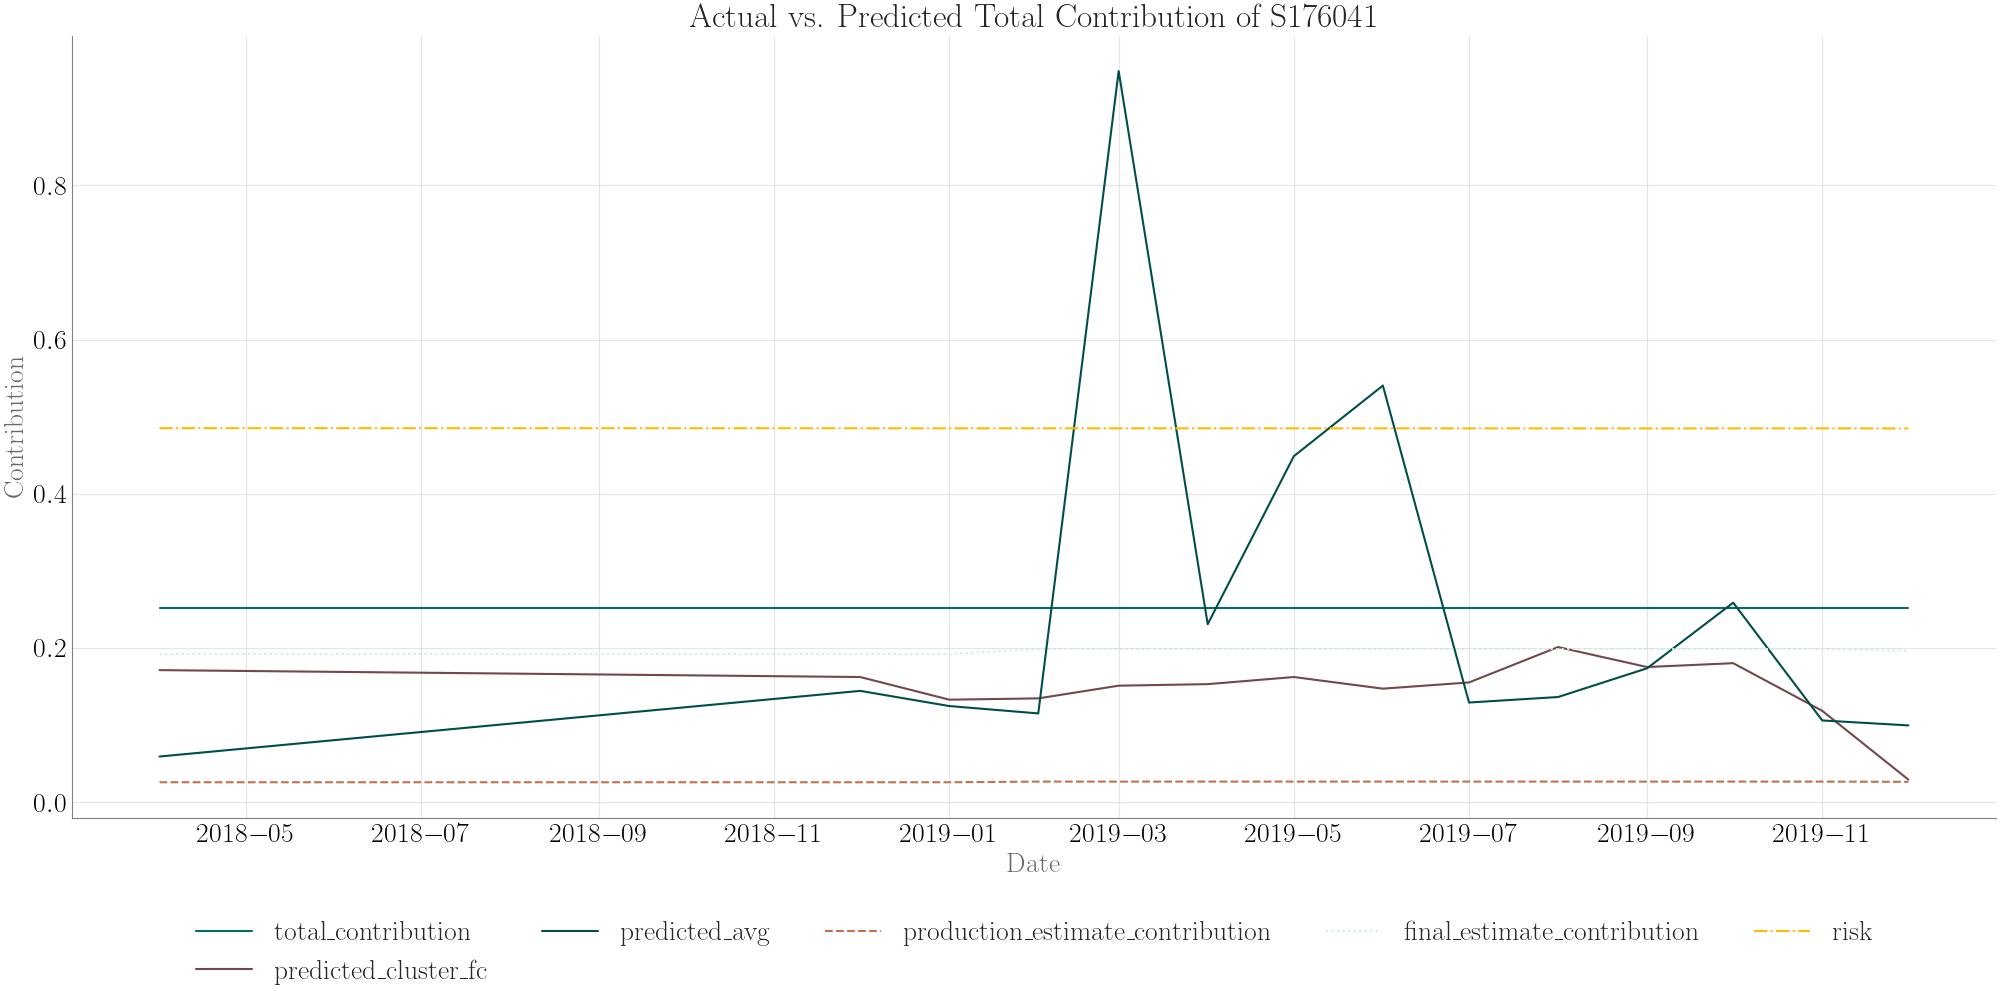 Actual vs. Predicted Total Contribution of S176041
Contribution
0.8
0.6
0.4
0.2
0.0
2018–05 2018–07 2018–09 2018–11 2019–01 2019–03 2019–05 2019–07 2019–09 2019–11
Date
total_contribution predicted_avg production_estimate_contribution final_estimate_contribution risk
predicted_cluster_fc